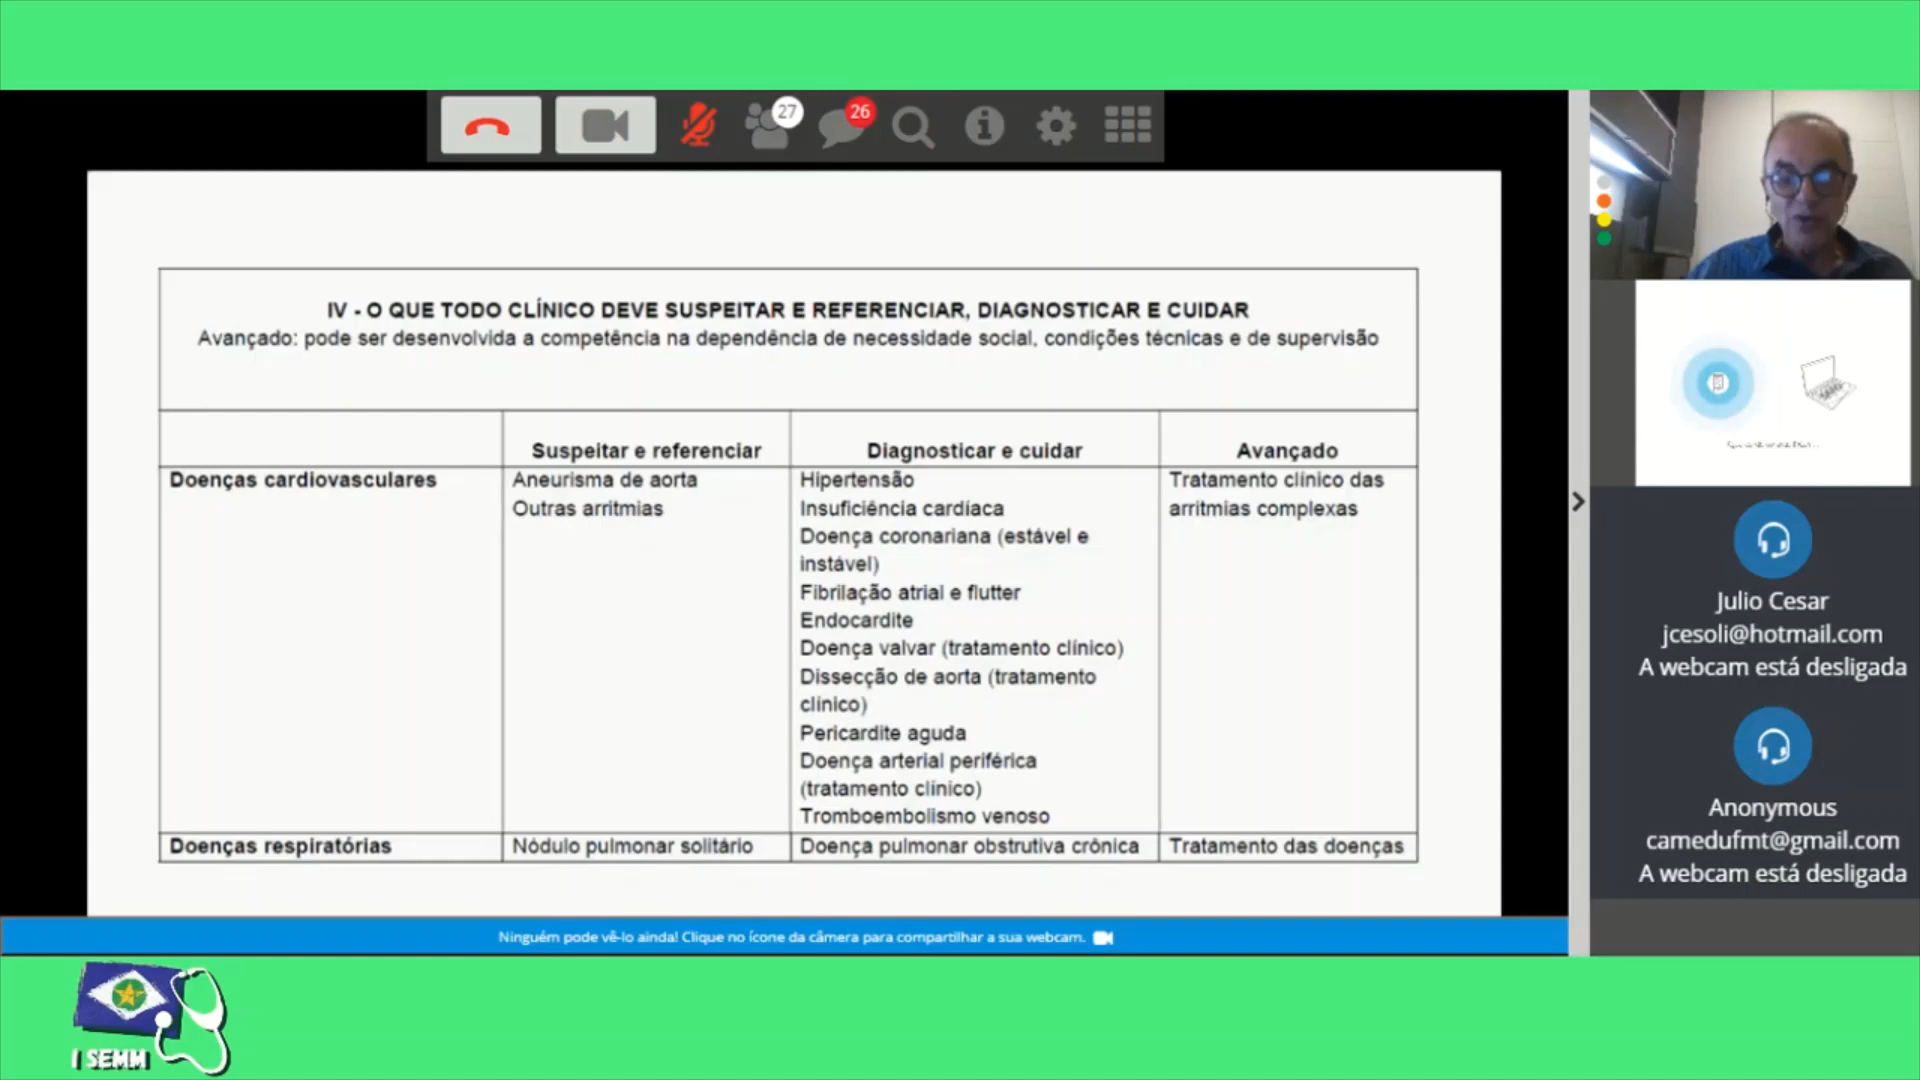 27
26
IV - O QUE TODO CLÍNICO DEVE SUSPEITAR E REFERENCIAR, DIAGNOSTICAR E CUIDAR
Avançado: pode ser desenvolvida a competência na dependência de necessidade social, condições técnicas e de supervisão
Suspeitar e referenciar
Diagnosticar e cuidar
Avançado
Doenças cardiovasculares
Aneurisma de aorta
Outras arritmias
Hipertensão
Insuficiência cardíaca
Doença coronariana (estável e
instável)
Fibrilação atrial e flutter
Endocardite
Doença valvar (tratamento clínico)
Dissecção de aorta (tratamento
clínico)
Pericardite aguda
Doença arterial periférica
(tratamento clínico)
Tromboembolismo venoso
Tratamento clínico das
arritmias complexas
Doenças respiratórias
Nódulo pulmonar solitário
Doença pulmonar obstrutiva crônica
Tratamento das doenças
Julio Cesar
jcesoli@hotmail.com
A webcam está desligada
Anonymous
camedufmt@gmail.com
A webcam está desligada
Ninguém pode vê-lo ainda! Clique no ícone da câmera para compartilhar a sua webcam.
I SEMM